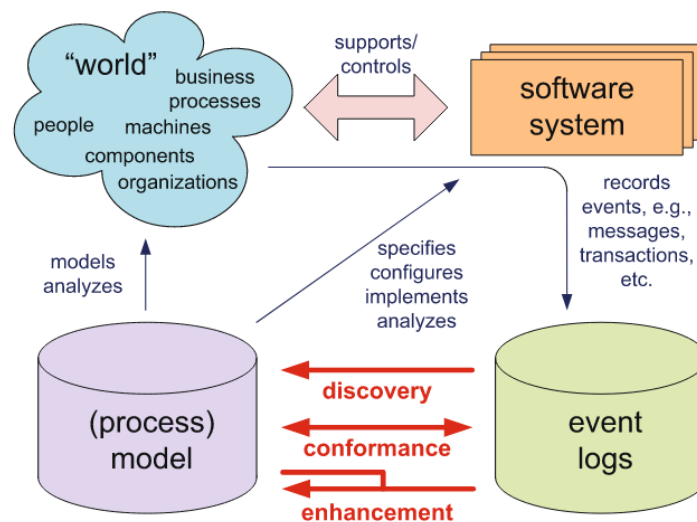 “world”
business
processes
people
machines
components
organizations
supports/
controls
software
system
records
events, e.g.,
messages,
transactions,
etc.
models
analyzes
specifies
configures
implements
analyzes
(process)
model
discovery
conformance
enhancement
event
logs